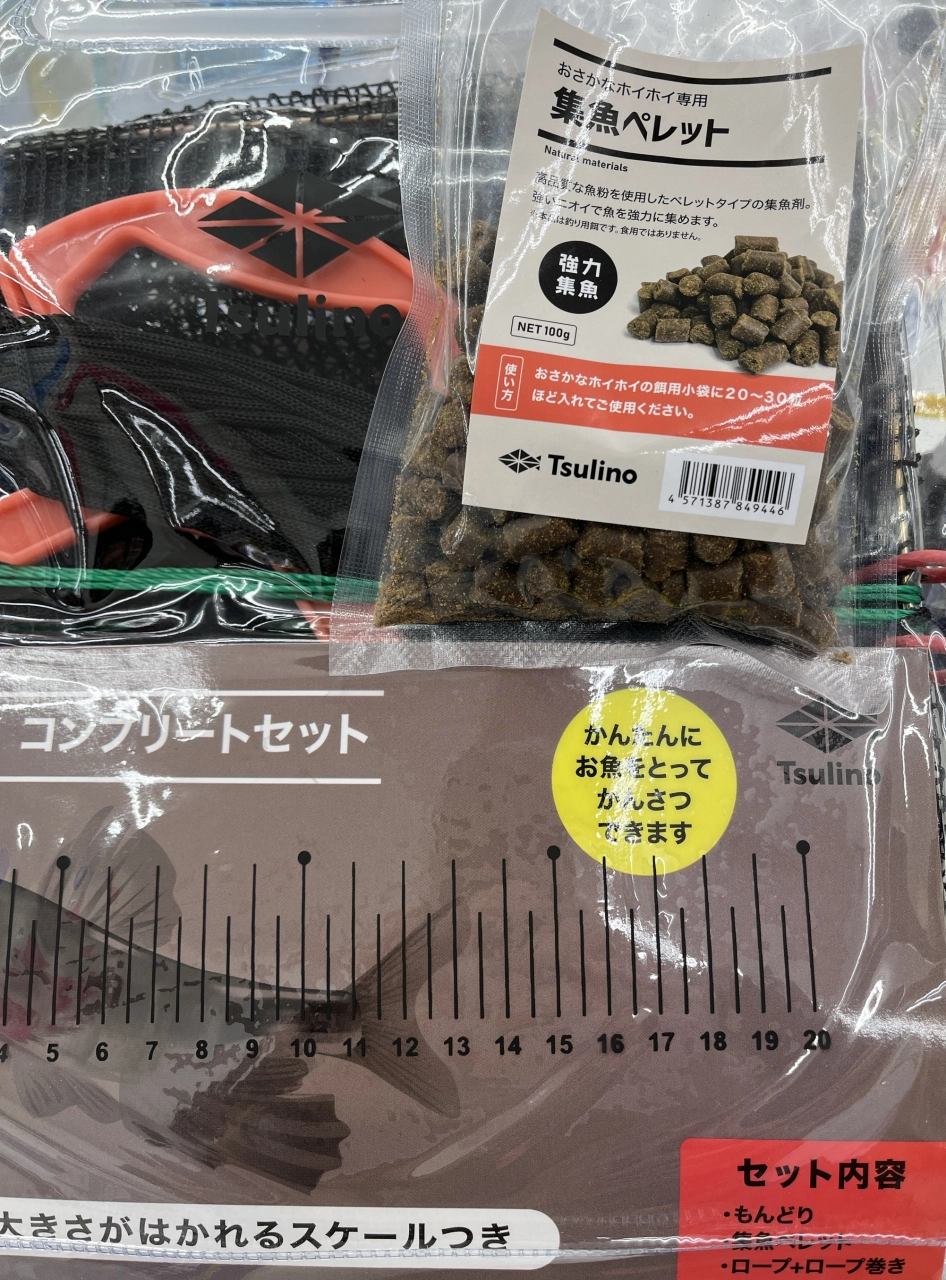 おさかなホイホイ専用
集魚ペレット
Natural materials
高品質な魚粉を使用したペレットタイプの集魚剤。
強いニオイで魚を強力に集めます。
※本品は釣り用餌です。食用ではありません。
強力
集魚
NET 100g
使い方
おさかなホイホイの餌用小袋に20〜30粒
ほど入れてご使用ください。
Tsulino
4 571387 849446
Tsulino
コンプリートセット
かんたんに
お魚をとって
かんさつ
できます
Tsulino
4 5 6 7 8 9 10 11 12 13 14 15 16 17 18 19 20
大きさがはかれるスケールつき
セット内容
・もんどり
・集魚ペレット
・ロープ+ロープ巻き